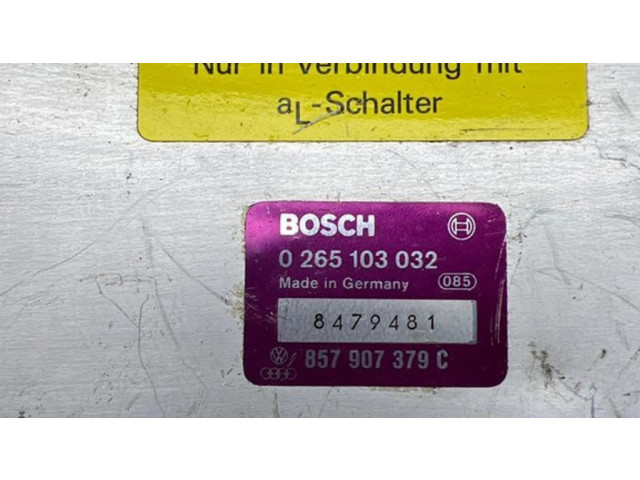 Nur in Verbindung mit
aL-Schalter
BOSCH
0 265 103 032
Made in Germany 085
8479481
857 907 379 C